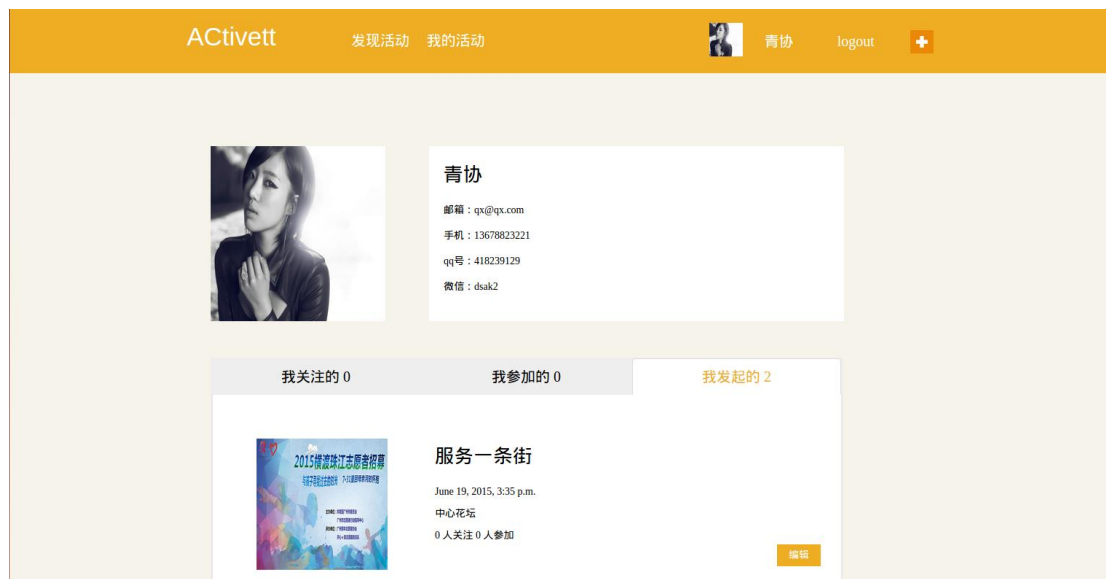 ACtivett
发现活动 我的活动
青协
logout
青协
邮箱：qx@qx.com
手机：13678823221
qq号：418239129
微信：dsak2
我关注的 0
我参加的 0
我发起的 2
2015横渡珠江志愿者招募
服务一条街
June 19, 2015, 3:35 p.m.
中心花坛
0 人关注 0 人参加
编辑